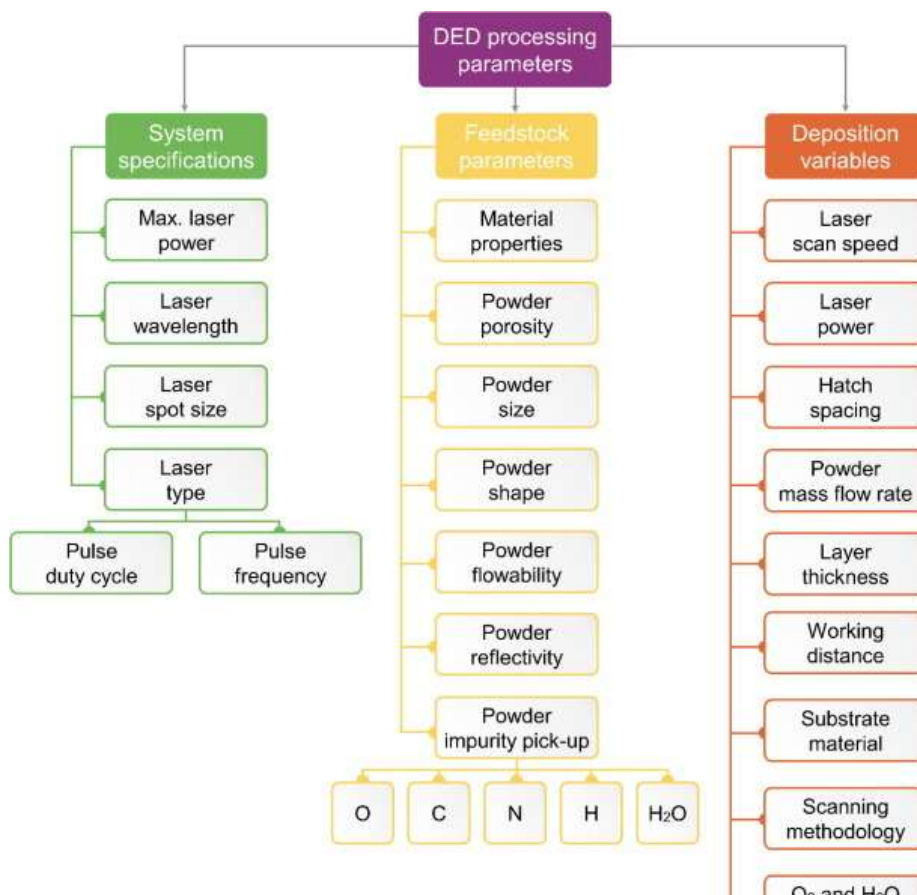 DED processing
parameters
System
specifications
Max. laser
power
Laser
wavelength
Laser
spot size
Laser
type
Pulse
duty cycle
Pulse
frequency
Feedstock
parameters
Material
properties
Powder
porosity
Powder
size
Powder
shape
Powder
flowability
Powder
reflectivity
Powder
impurity pick-up
O
C
N
H
H₂O
Deposition
variables
Laser
scan speed
Laser
power
Hatch
spacing
Powder
mass flow rate
Layer
thickness
Working
distance
Substrate
material
Scanning
methodology
O₂ and H₂O